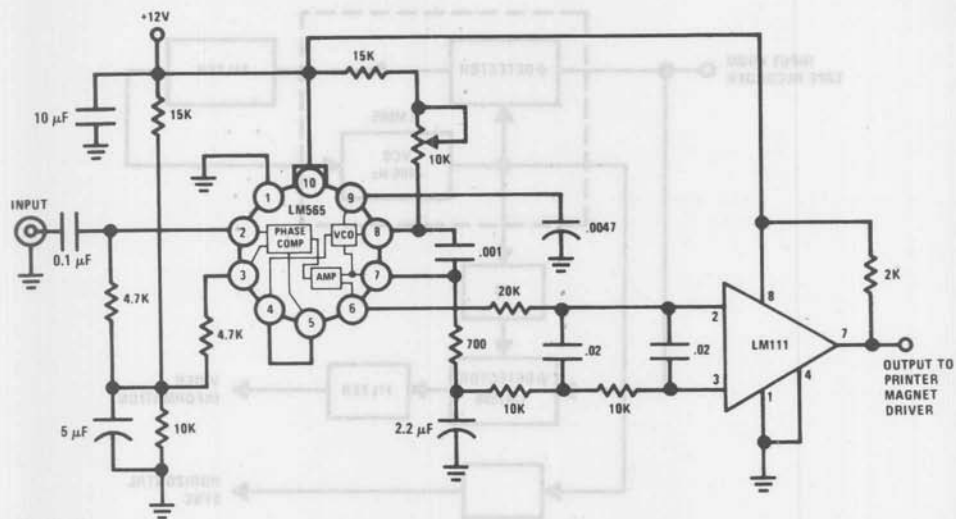 +12V
15K
10 µF
15K
10K
INPUT
0.1 µF
1
10
9
LM565
2
PHASE COMP
VCO
8
.0047
.001
3
AMP
7
4.7K
4
5
6
4.7K
20K
2K
8
2
LM111
7
700
.02
.02
3
4
1
OUTPUT TO
PRINTER
MAGNET
DRIVER
5 µF
10K
2.2 µF
10K
10K